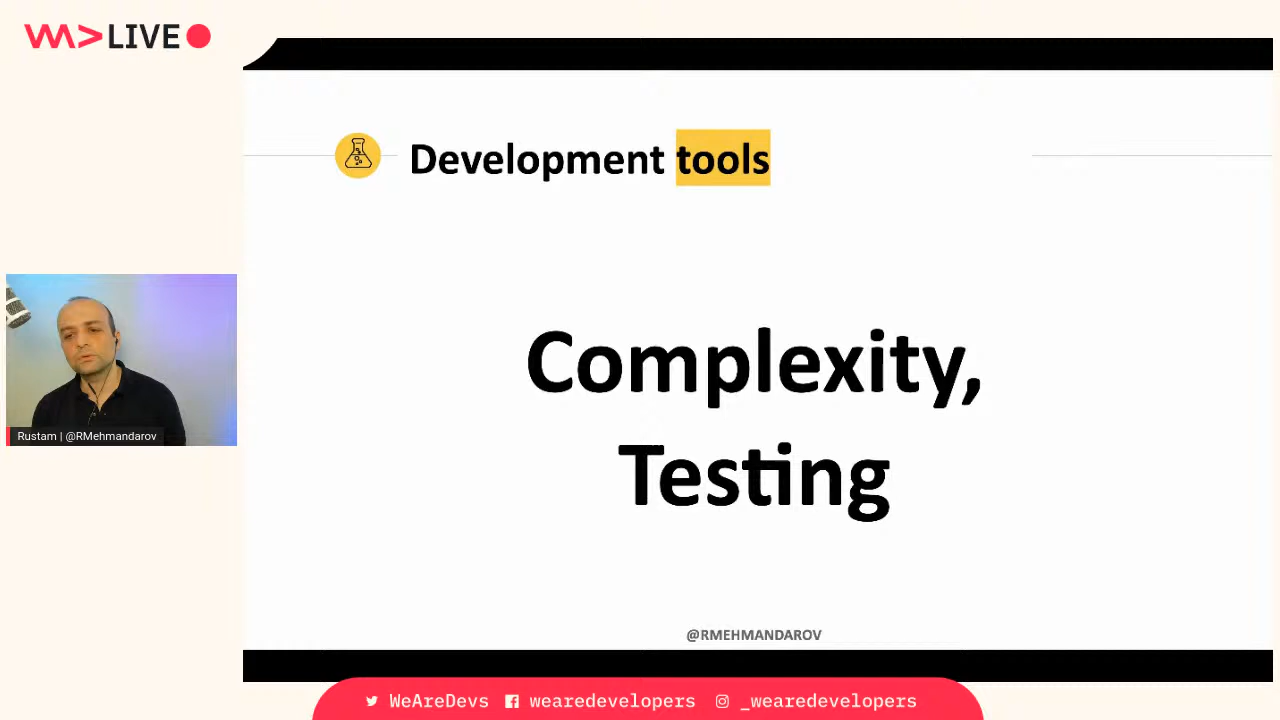 LIVE
Development tools
Complexity,
Testing
Rustam | @RMehmandarov
@RMEHMANDAROV
WeAreDevs wearedevelopers _wearedevelopers